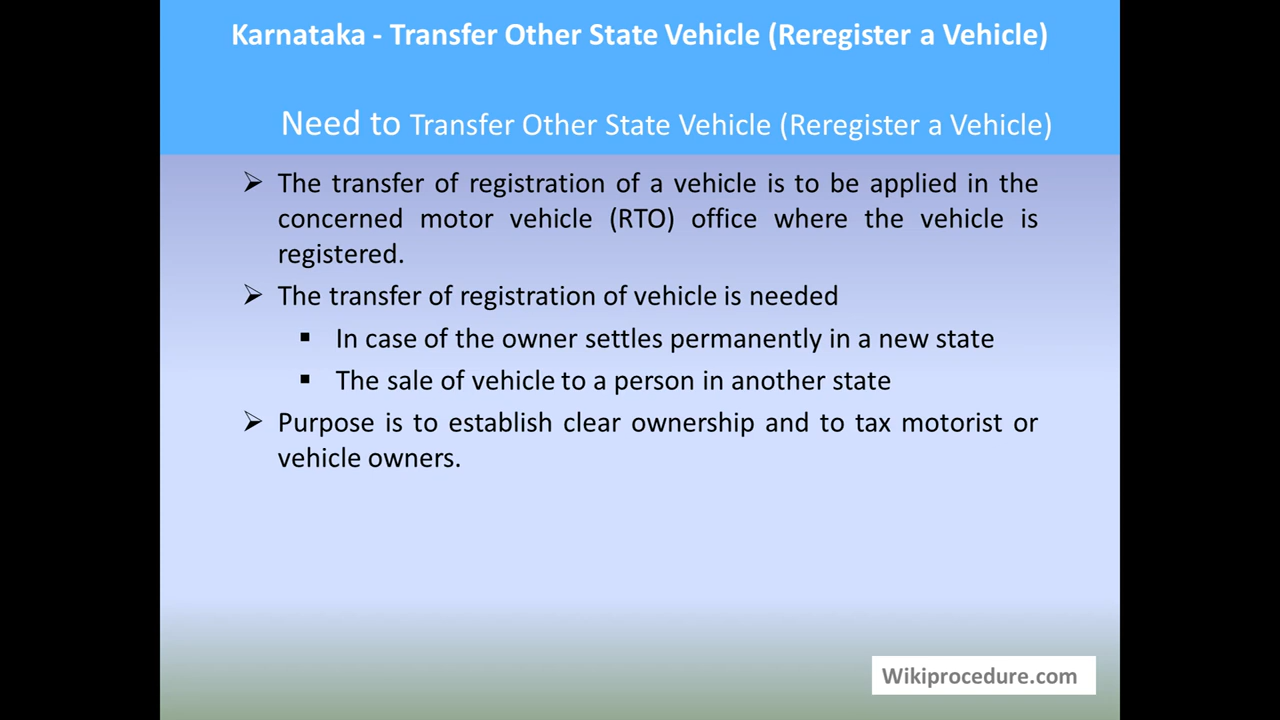 Karnataka - Transfer Other State Vehicle (Reregister a Vehicle)
Need to Transfer Other State Vehicle (Reregister a Vehicle)
➢ The transfer of registration of a vehicle is to be applied in the
concerned motor vehicle (RTO) office where the vehicle is
registered.
➢ The transfer of registration of vehicle is needed
▪ In case of the owner settles permanently in a new state
▪ The sale of vehicle to a person in another state
➢ Purpose is to establish clear ownership and to tax motorist or
vehicle owners.
Wikiprocedure.com